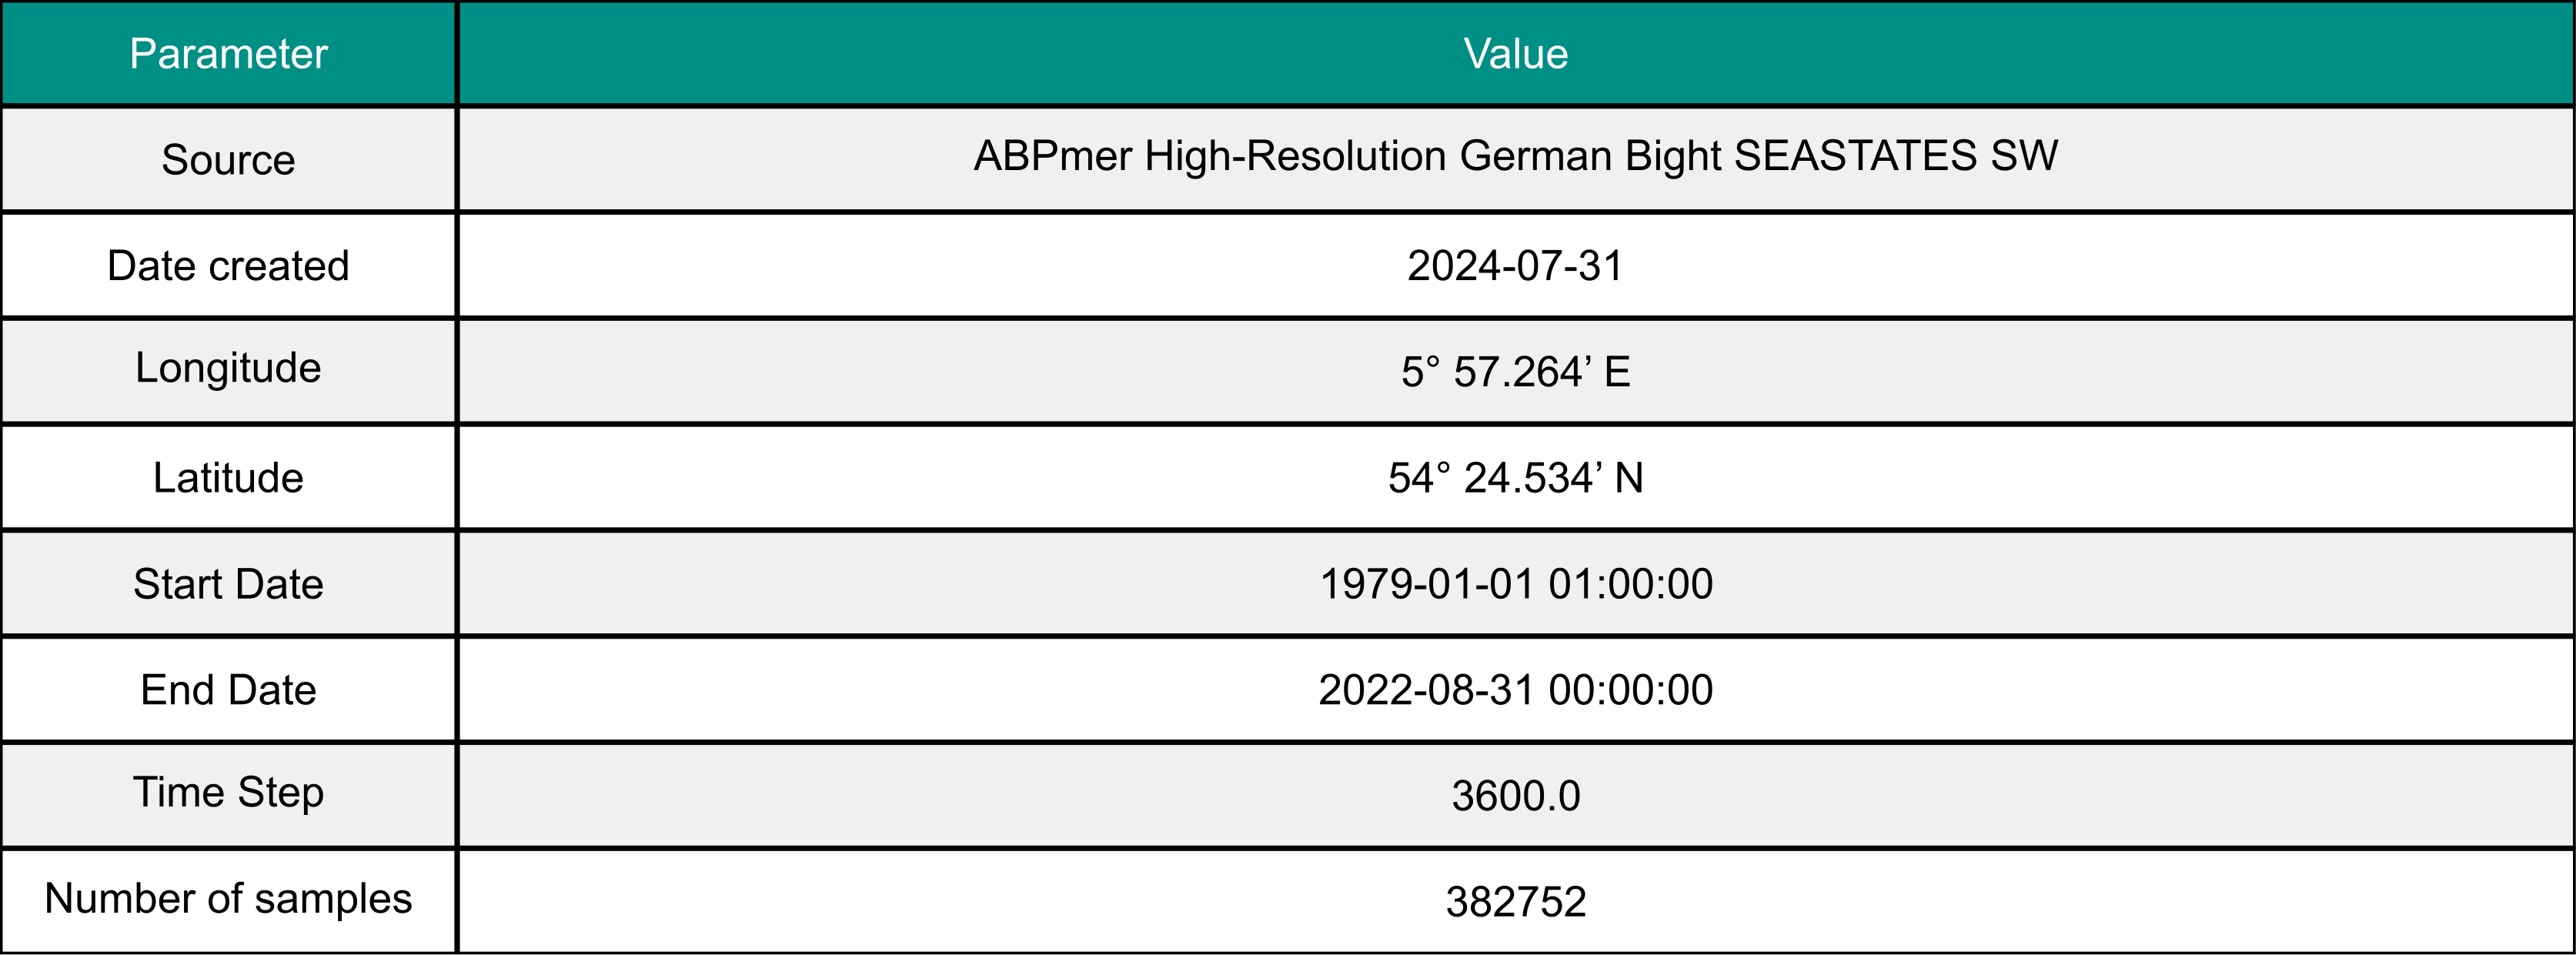 Parameter Value
Source ABPmer High-Resolution German Bight SEASTATES SW
Date created 2024-07-31
Longitude 5° 57.264’ E
Latitude 54° 24.534’ N
Start Date 1979-01-01 01:00:00
End Date 2022-08-31 00:00:00
Time Step 3600.0
Number of samples 382752